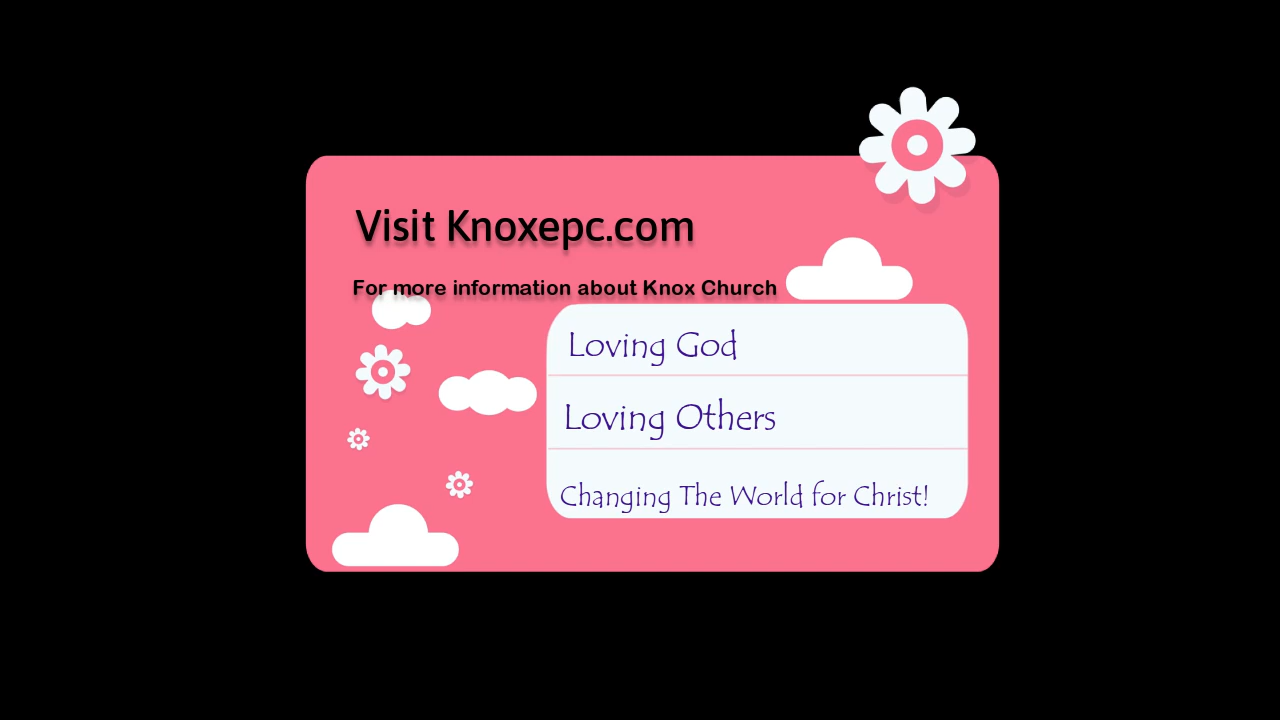 Visit Knoxepc.com
For more information about Knox Church
Loving God
Loving Others
Changing The World for Christ!